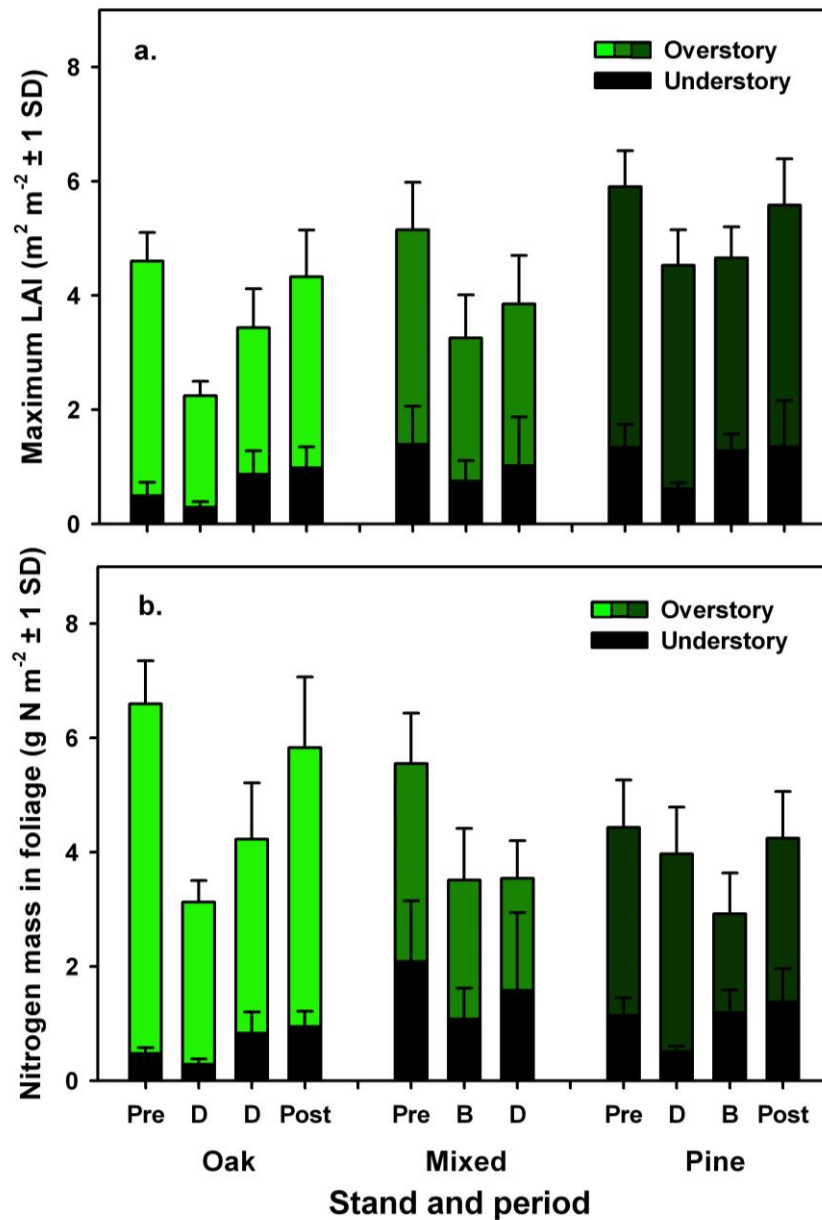 a.
Overstory
Understory
8
6
4
2
0
Maximum LAI (m² m⁻² ± 1 SD)
b.
Overstory
Understory
8
6
4
2
0
Nitrogen mass in foliage (g N m⁻² ± 1 SD)
Pre D D Post Pre B D Pre D B Post
Oak Mixed Pine
Stand and period